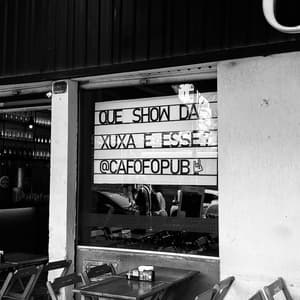 QUE SHOW DA
XUXA E ESSE?
@CAFOFOPUB